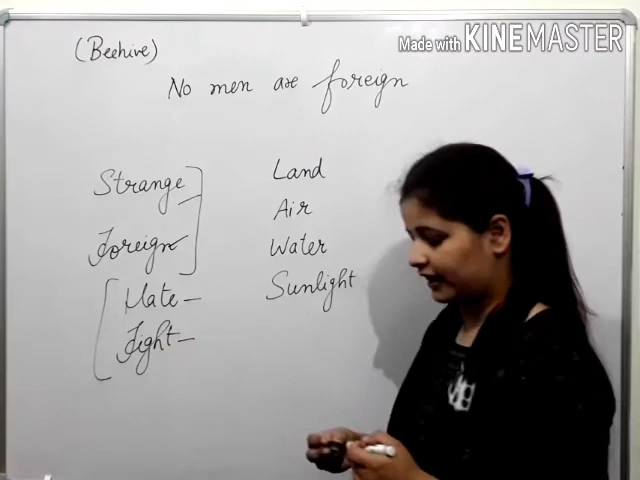 Made with KINEMASTER
(Beehive)
No men are foreign
Strange
Foreign
Hate –
Fight –
Land
Air
Water
Sunlight